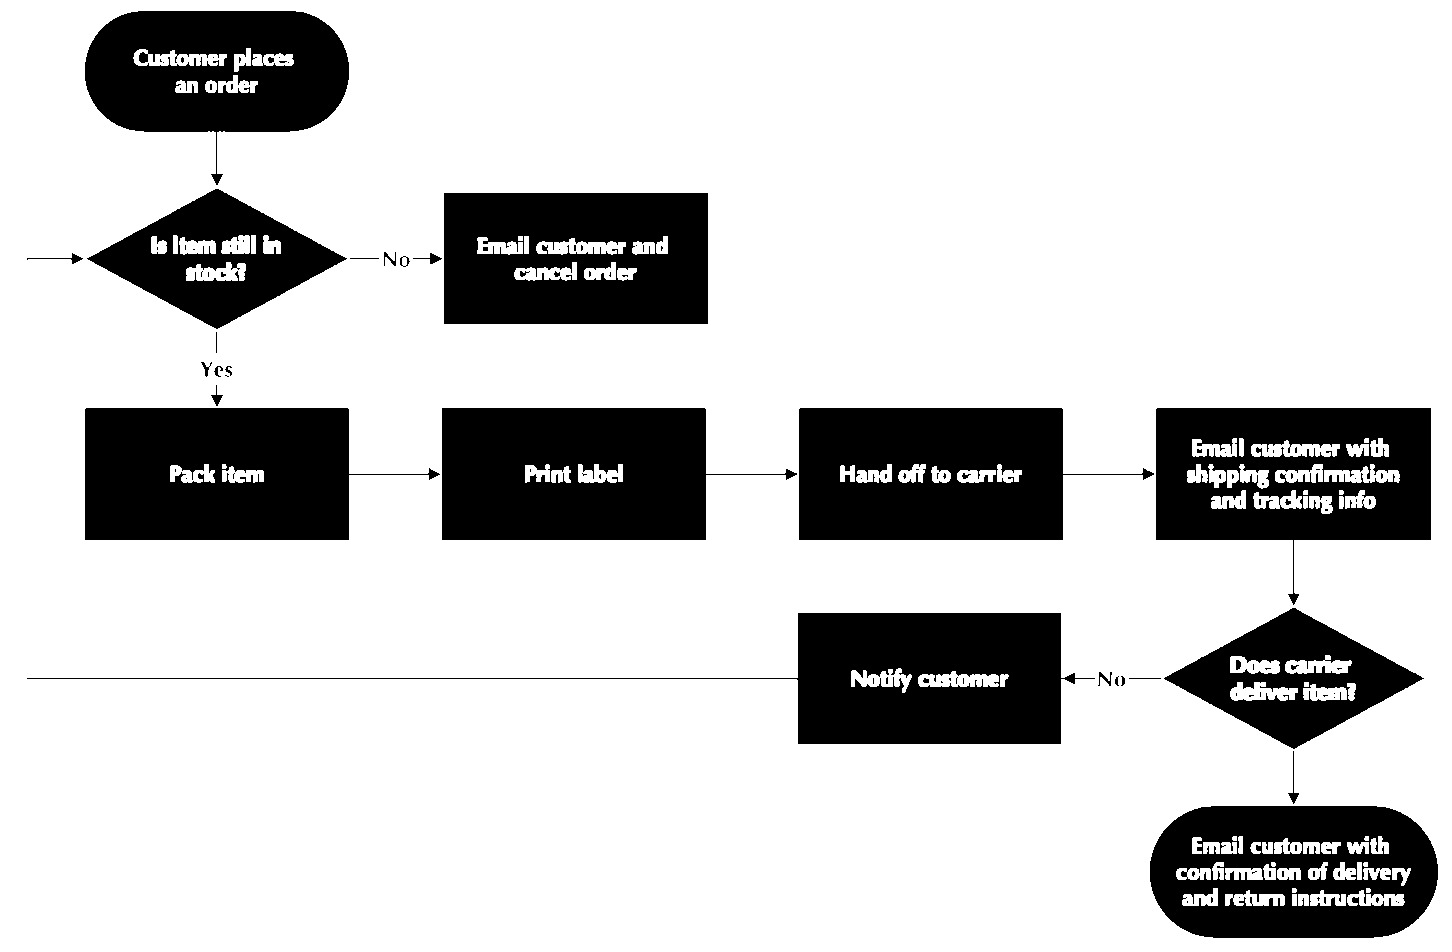 Customer places
an order
Is item still in
stock?
No
Email customer and
cancel order
Yes
Pack item
Print label
Hand off to carrier
Email customer with
shipping confirmation
and tracking info
Does carrier
deliver item?
No
Notify customer
Email customer with
confirmation of delivery
and return instructions